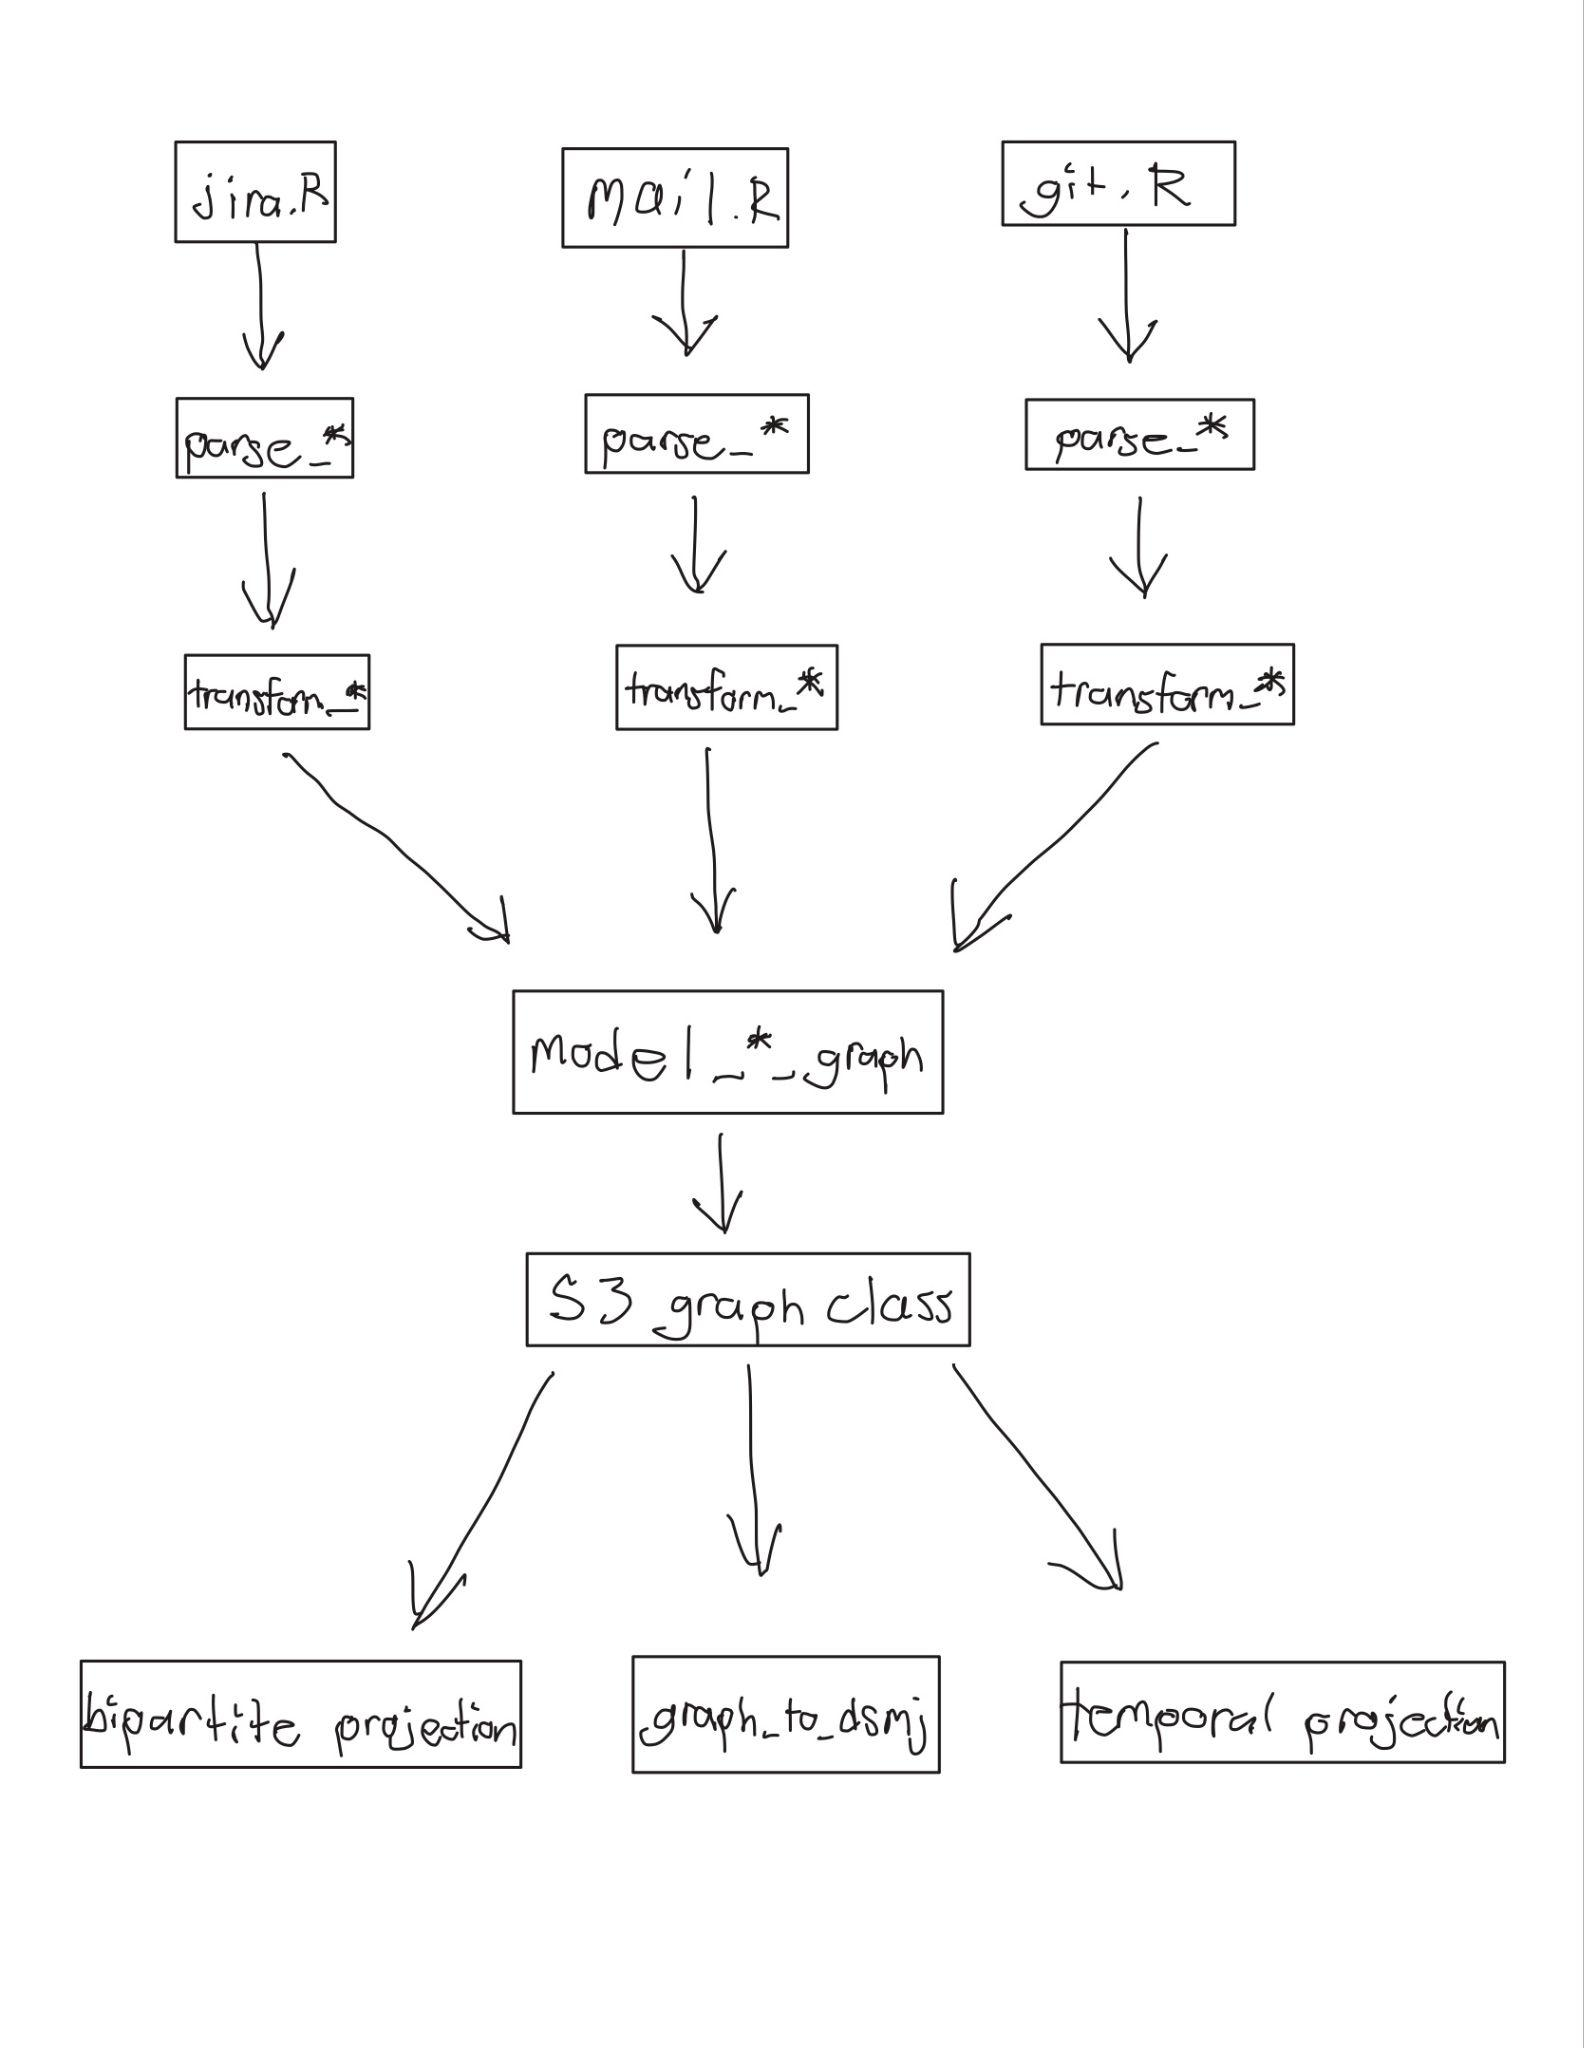 jira.R
mail.R
git.R
parse_*
parse_*
parse_*
transform_*
transform_*
transform_*
model_*_graph
S3 graph class
bipartite projection
graph_to_dsmj
temporal projection